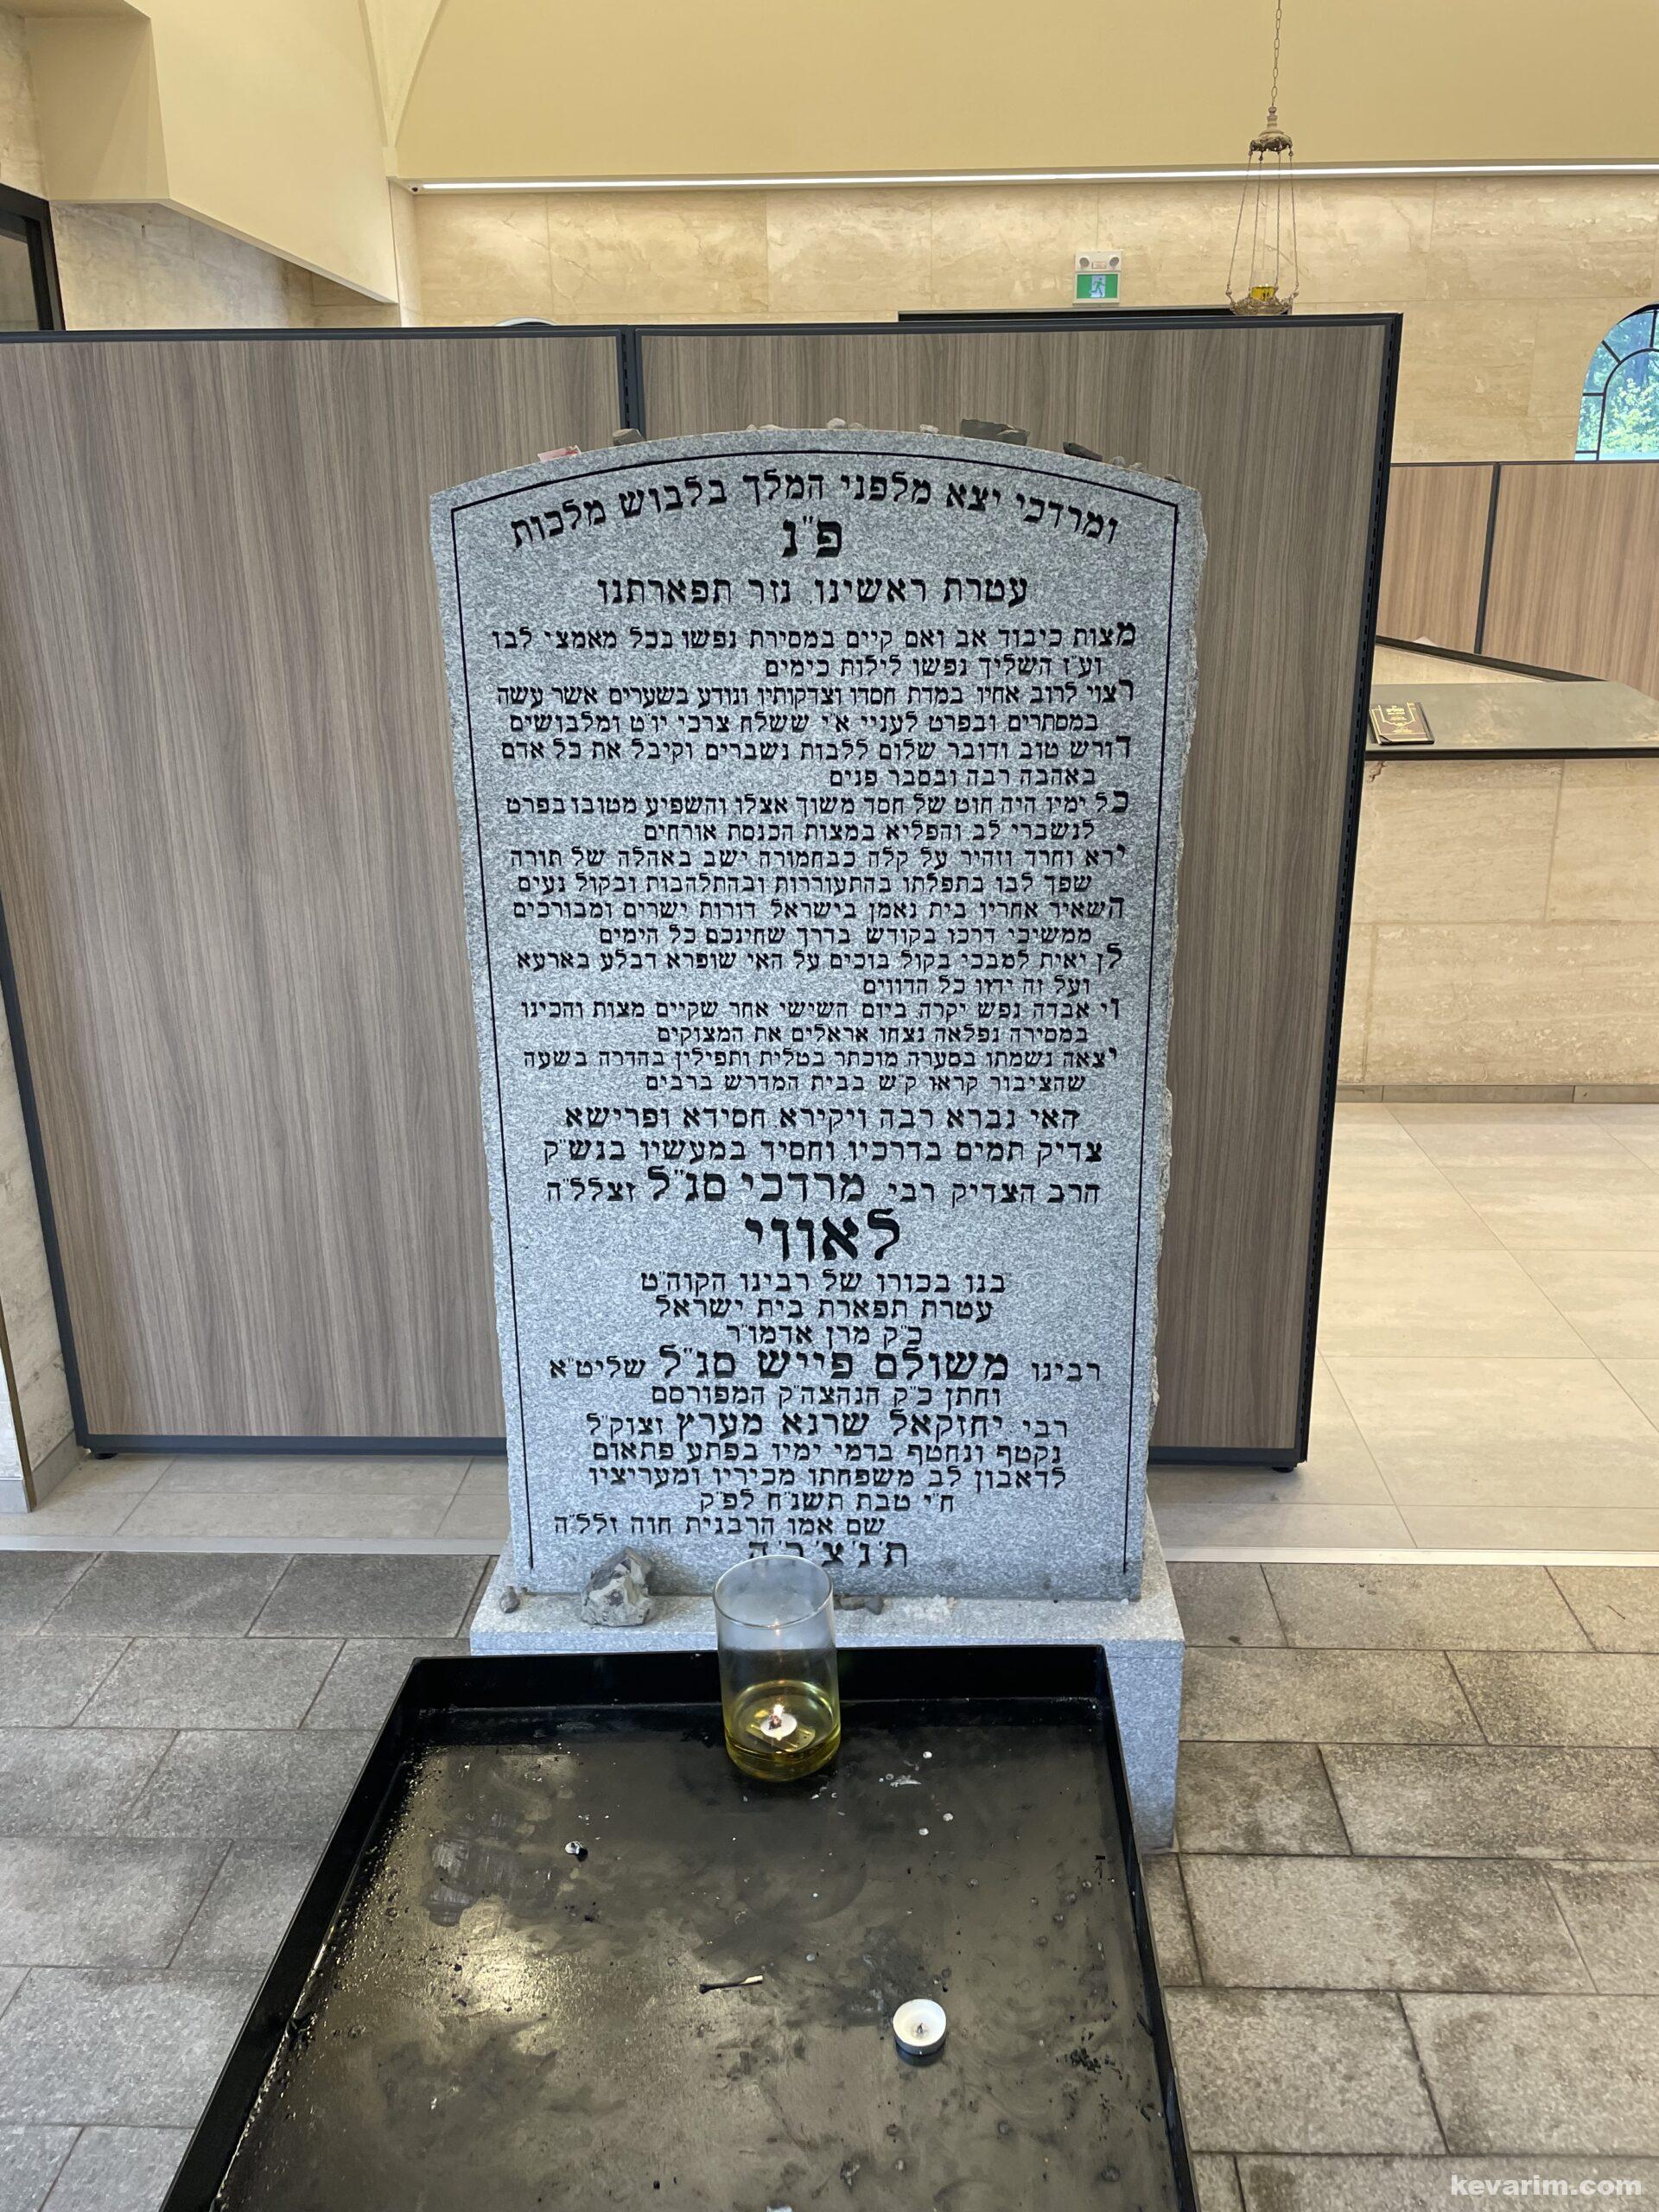 ומרדכי יצא מלפני המלך בלבוש מלכות
פ"נ
עטרת ראשינו נזר תפארתנו
מצות כיבוד אב ואם קיים במסירת נפשו בכל מאמצי לבו
וע"ז השליך נפשו לילות כימים
רצוי לרוב אחיו במדת חסדו וצדקותיו ונודע בשערים אשר עשה
במסתרים ובפרט לעניי א"י ששלח צרכי יו"ט ומלבושים
דורש טוב ודובר שלום ללבות נשברים וקיבל את כל אדם
באהבה רבה ובסבר פנים
כל ימיו היה חוט של חסד משוך אצלו והשפיע מטובו בפרט
לנשברי לב והפליא במצות הכנסת אורחים
ירא וחרד וזהיר על קלה כבחמורה ישב באהלה של תורה
שפך לבו בתפלתו בהתעוררות ובהתלהבות ובקול נעים
השאיר אחריו בית נאמן בישראל דורות ישרים ומבורכים
ממשיכי דרכו בקודש בדרך שחינכם כל הימים
לן יאית למבכי בקול בוכים על האי שופרא דבלע בארעא
ועל זה ידוו כל הדווים
וי אבדה נפש יקרה ביום השישי אחר שקיים מצות והכינו
במסירה נפלאה נצחו אראלים את המצוקים
יצאה נשמתו בסערה מוכתר בטלית ותפילין בהדרה בשעה
שהציבור קראו ק"ש בבית המדרש ברבים
האי גברא רבה ויקירא חסידא ופרישא
צדיק תמים בדרכיו וחסיד במעשיו בנש"ק
הרב הצדיק רבי מרדכי סג"ל זצללה"ה
לאווי
בנו בכורו של רבינו הקוה"ט
עטרת תפארת בית ישראל
כ"ק מרן אדמו"ר
רבינו משולם פייש סג"ל שליט"א
וחתן כ"ק הגהצה"ק המפורסם
רבי יחזקאל שרגא מערץ זצוק"ל
נקטף ונחטף בדמי ימיו בפתע פתאום
לדאבון לב משפחתו מכיריו ומעריציו
ח"י טבת תשנ"ח לפ"ק
שם אמו הרבנית חוה זלל"ה
ת'נ'צ'ב'ה
kevarim.com